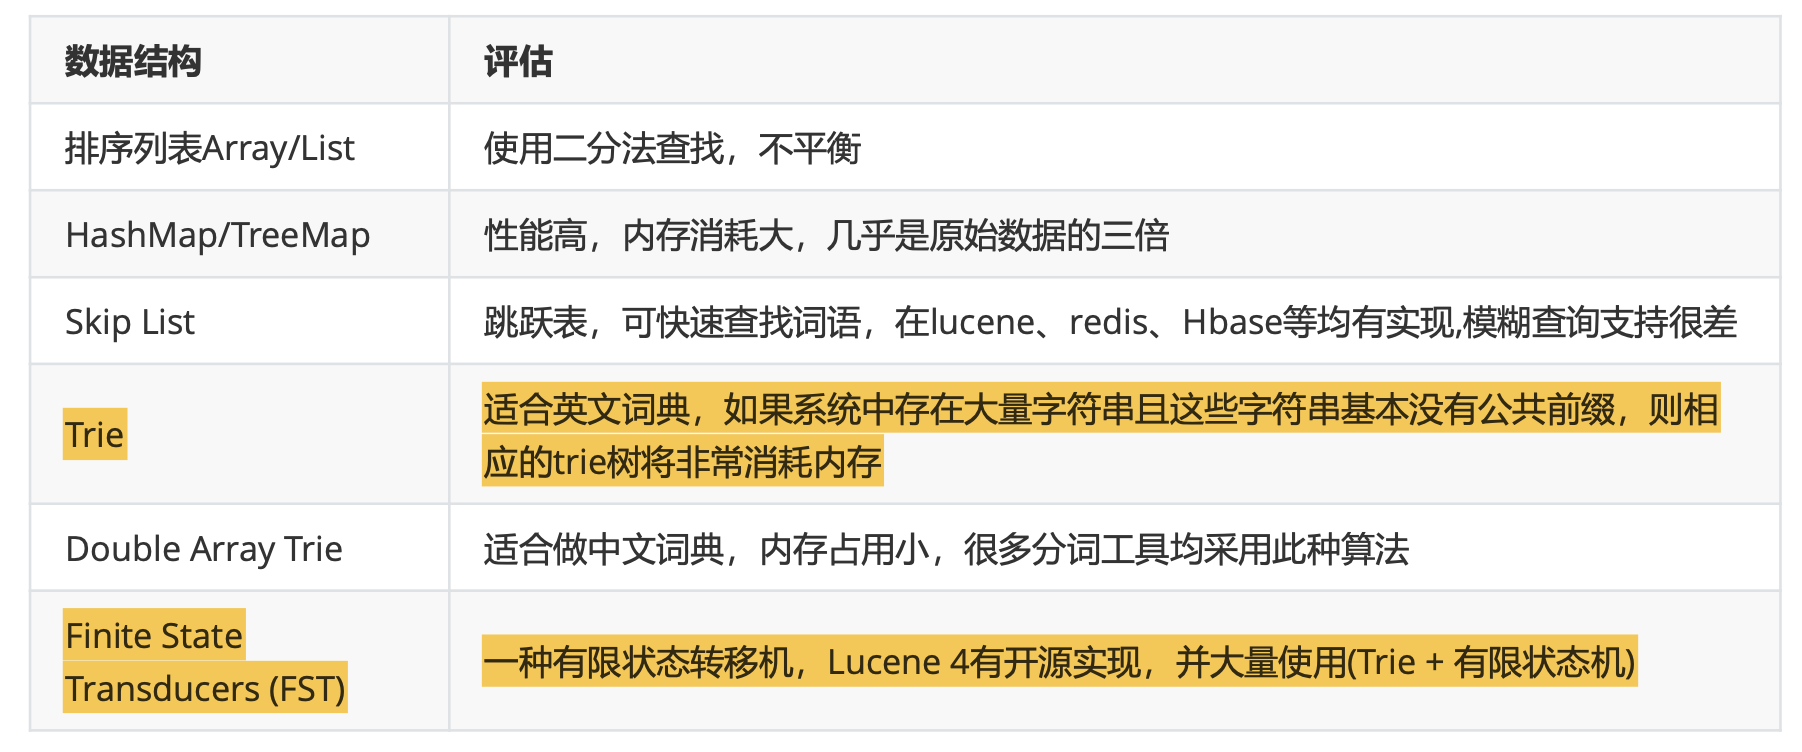 数据结构 评估
排序列表Array/List 使用二分法查找，不平衡
HashMap/TreeMap 性能高，内存消耗大，几乎是原始数据的三倍
Skip List 跳跃表，可快速查找词语，在lucene、redis、Hbase等均有实现,模糊查询支持很差
Trie
适合英文词典，如果系统中存在大量字符串且这些字符串基本没有公共前缀，则相
应的trie树将非常消耗内存
Double Array Trie 适合做中文词典，内存占用小，很多分词工具均采用此种算法
Finite State
Transducers (FST)
一种有限状态转移机，Lucene 4有开源实现，并大量使用(Trie + 有限状态机)